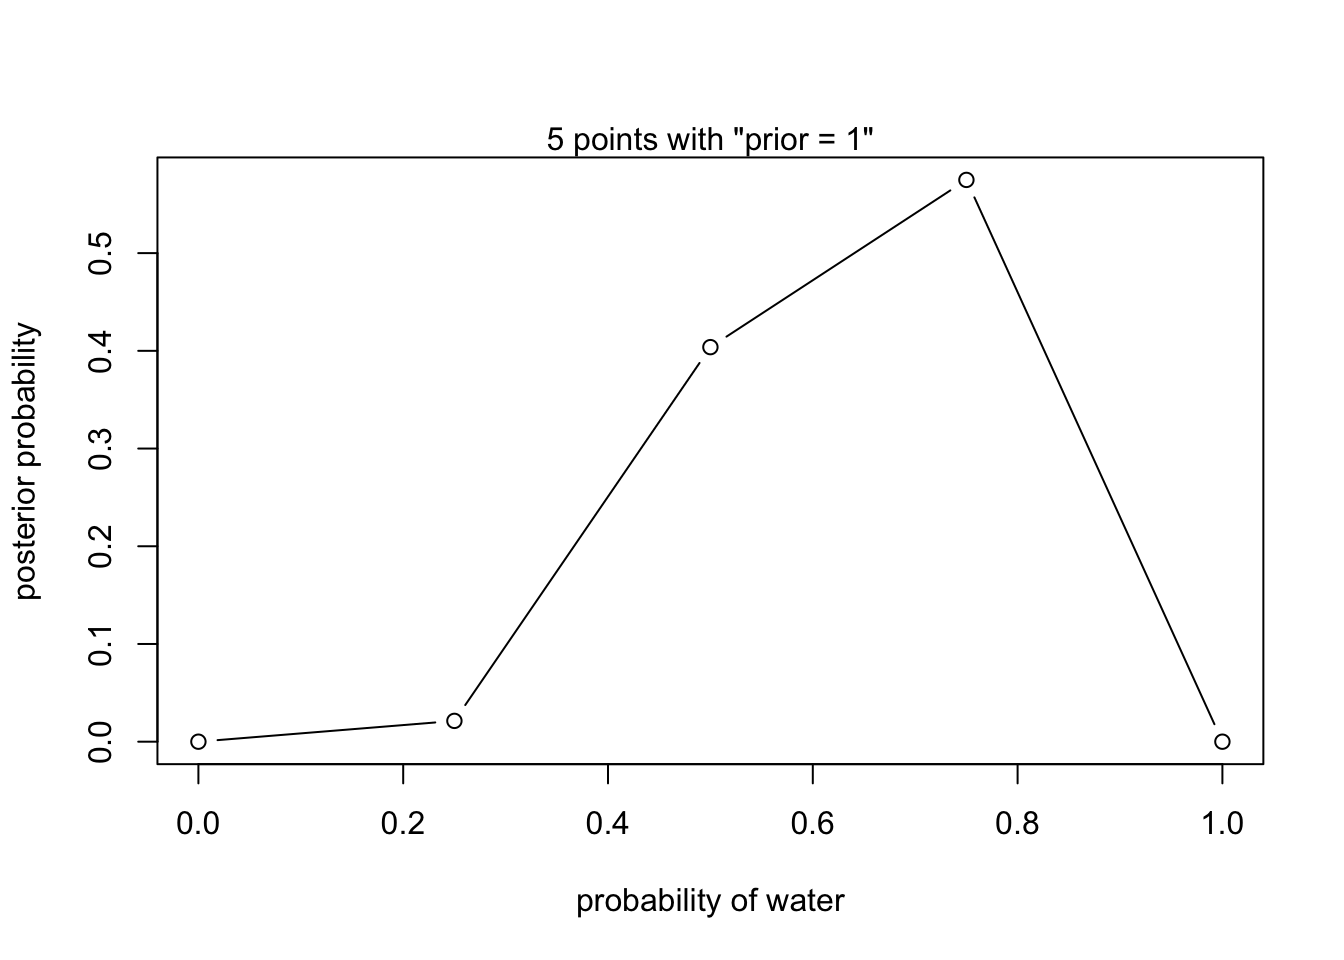 5 points with "prior = 1"
posterior probability
0.5
0.4
0.3
0.2
0.1
0.0
0.0 0.2 0.4 0.6 0.8 1.0
probability of water